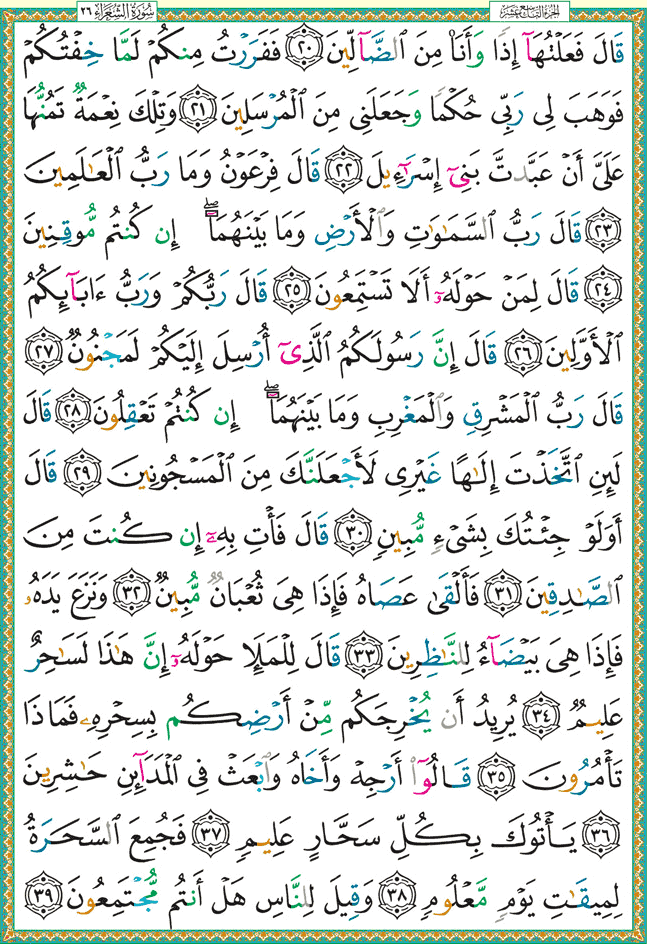 سُورَةُ الشُّعَرَاءِ ٢٦ الجزء التاسع عشر
قَالَ فَعَلْتُهَآ إِذًا وَأَنَا۠ مِنَ ٱلضَّآلِّينَ ٢٠ فَفَرَرْتُ مِنكُمْ لَمَّا خِفْتُكُمْ
فَوَهَبَ لِى رَبِّى حُكْمًا وَجَعَلَنِى مِنَ ٱلْمُرْسَلِينَ ٢١ وَتِلْكَ نِعْمَةٌ تَمُنُّهَا
عَلَىَّ أَنْ عَبَّدتَّ بَنِىٓ إِسْرَٰٓءِيلَ ٢٢ قَالَ فِرْعَوْنُ وَمَا رَبُّ ٱلْعَٰلَمِينَ
٢٣ قَالَ رَبُّ ٱلسَّمَٰوَٰتِ وَٱلْأَرْضِ وَمَا بَيْنَهُمَآ ۖ إِن كُنتُم مُّوقِنِينَ
٢٤ قَالَ لِمَنْ حَوْلَهُۥٓ أَلَا تَسْتَمِعُونَ ٢٥ قَالَ رَبُّكُمْ وَرَبُّ ءَابَآئِكُمُ
ٱلْأَوَّلِينَ ٢٦ قَالَ إِنَّ رَسُولَكُمُ ٱلَّذِىٓ أُرْسِلَ إِلَيْكُمْ لَمَجْنُونٌ ٢٧
قَالَ رَبُّ ٱلْمَشْرِقِ وَٱلْمَغْرِبِ وَمَا بَيْنَهُمَآ ۖ إِن كُنتُمْ تَعْقِلُونَ ٢٨ قَالَ
لَئِنِ ٱتَّخَذْتَ إِلَٰهًا غَيْرِى لَأَجْعَلَنَّكَ مِنَ ٱلْمَسْجُونِينَ ٢٩ قَالَ
أَوَلَوْ جِئْتُكَ بِشَىْءٍ مُّبِينٍ ٣٠ قَالَ فَأْتِ بِهِۦٓ إِن كُنتَ مِنَ
ٱلصَّٰدِقِينَ ٣١ فَأَلْقَىٰ عَصَاهُ فَإِذَا هِىَ ثُعْبَانٌ مُّبِينٌ ٣٢ وَنَزَعَ يَدَهُۥ
فَإِذَا هِىَ بَيْضَآءُ لِلنَّٰظِرِينَ ٣٣ قَالَ لِلْمَلَإِ حَوْلَهُۥٓ إِنَّ هَٰذَا لَسَٰحِرٌ
عَلِيمٌ ٣٤ يُرِيدُ أَن يُخْرِجَكُم مِّنْ أَرْضِكُم بِسِحْرِهِۦ فَمَاذَا
تَأْمُرُونَ ٣٥ قَالُوٓا۟ أَرْجِهْ وَأَخَاهُ وَٱبْعَثْ فِى ٱلْمَدَآئِنِ حَٰشِرِينَ
٣٦ يَأْتُوكَ بِكُلِّ سَحَّارٍ عَلِيمٍ ٣٧ فَجُمِعَ ٱلسَّحَرَةُ
لِمِيقَٰتِ يَوْمٍ مَّعْلُومٍ ٣٨ وَقِيلَ لِلنَّاسِ هَلْ أَنتُم مُّجْتَمِعُونَ ٣٩